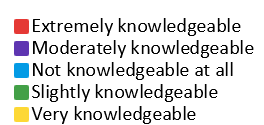 Extremely knowledgeable
Moderately knowledgeable
Not knowledgeable at all
Slightly knowledgeable
Very knowledgeable